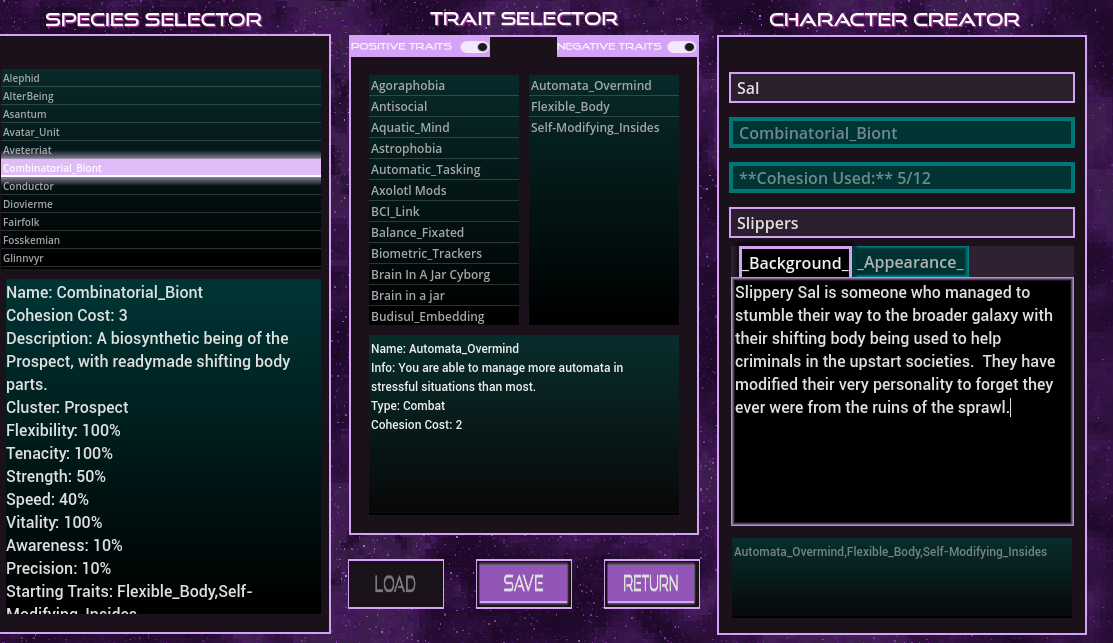 SPECIES SELECTOR
Alephid
AlterBeing
Asantum
Avatar_Unit
Aveterriat
Combinatorial_Biont
Conductor
Diovierme
Fairfolk
Fosskemian
Glinnvyr
Name: Combinatorial_Biont
Cohesion Cost: 3
Description: A biosynthetic being of the
Prospect, with readymade shifting body
parts.
Cluster: Prospect
Flexibility: 100%
Tenacity: 100%
Strength: 50%
Speed: 40%
Vitality: 100%
Awareness: 10%
Precision: 10%
Starting Traits: Flexible_Body,Self-
Modifying_Insides
TRAIT SELECTOR
POSITIVE TRAITS
NEGATIVE TRAITS
Agoraphobia
Antisocial
Aquatic_Mind
Astrophobia
Automatic_Tasking
Axolotl Mods
BCI_Link
Balance_Fixated
Biometric_Trackers
Brain In A Jar Cyborg
Brain in a jar
Budisul_Embedding
Automata_Overmind
Flexible_Body
Self-Modifying_Insides
Name: Automata_Overmind
Info: You are able to manage more automata in
stressful situations than most.
Type: Combat
Cohesion Cost: 2
LOAD
SAVE
RETURN
CHARACTER CREATOR
Sal
Combinatorial_Biont
**Cohesion Used:** 5/12
Slippers
_Background_
_Appearance_
Slippery Sal is someone who managed to
stumble their way to the broader galaxy with
their shifting body being used to help
criminals in the upstart societies.  They have
modified their very personality to forget they
ever were from the ruins of the sprawl.
Automata_Overmind,Flexible_Body,Self-Modifying_Insides